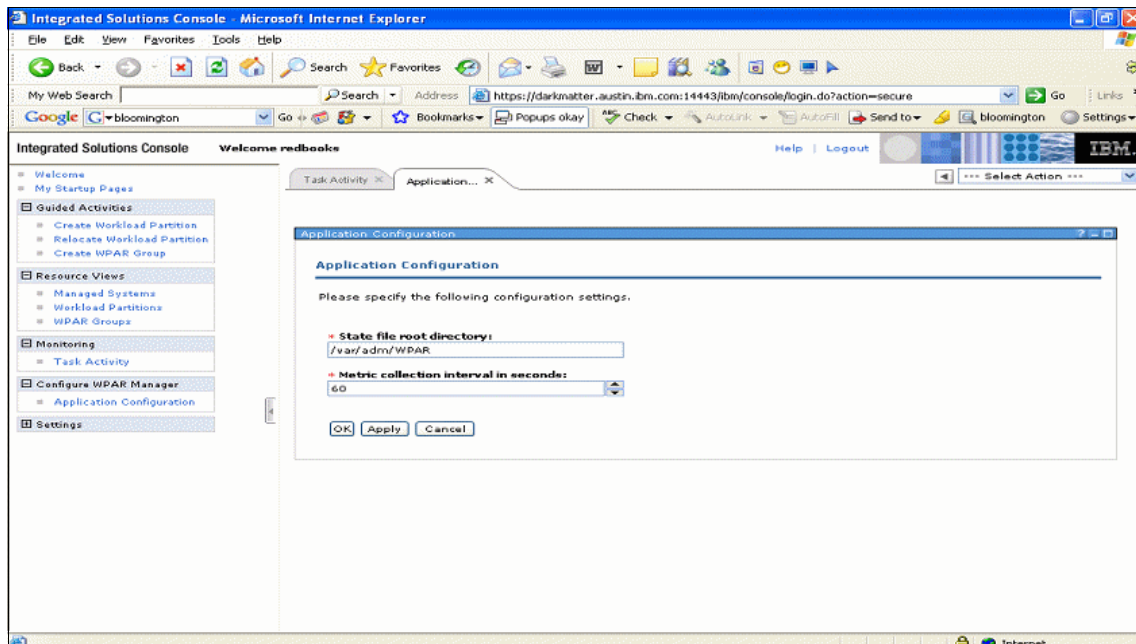 Integrated Solutions Console - Microsoft Internet Explorer
File Edit View Favorites Tools Help
Back Search Favorites
My Web Search Search Address https://darkmatter.austin.ibm.com:14443/ibm/console/login.do?action=secure Go Links
Google G bloomington Go Bookmarks Popups okay Check AutoLink AutoFill Send to bloomington Settings
Integrated Solutions Console Welcome redbooks Help | Logout IBM.
Welcome
My Startup Pages
Guided Activities
Create Workload Partition
Relocate Workload Partition
Create WPAR Group
Resource Views
Managed Systems
Workload Partitions
WPAR Groups
Monitoring
Task Activity
Configure WPAR Manager
Application Configuration
Settings
Task Activity Application... --- Select Action ---
Application Configuration
Application Configuration
Please specify the following configuration settings.
* State file root directory:
/var/adm/WPAR
* Metric collection interval in seconds:
60
OK Apply Cancel
Internet